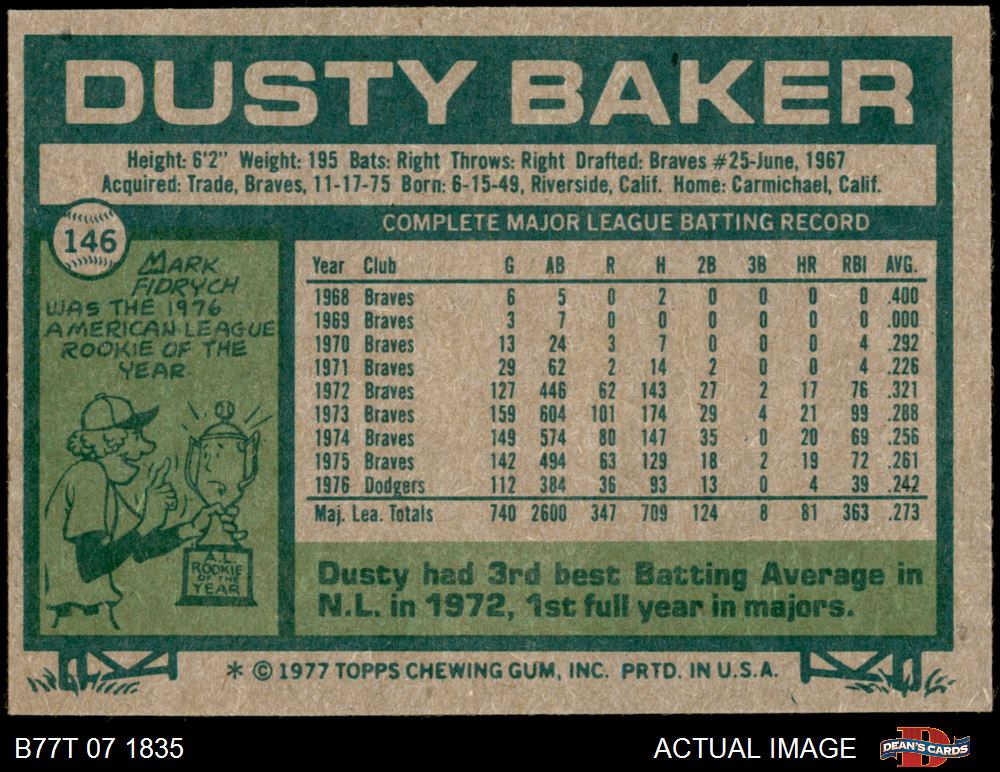 DUSTY BAKER
Height: 6'2" Weight: 195 Bats: Right Throws: Right Drafted: Braves #25-June, 1967
Acquired: Trade, Braves, 11-17-75 Born: 6-15-49, Riverside, Calif. Home: Carmichael, Calif.
146
MARK
FIDRYCH
WAS THE 1976
AMERICAN LEAGUE
ROOKIE OF THE
YEAR
A.L.
ROOKIE
OF THE
YEAR
COMPLETE MAJOR LEAGUE BATTING RECORD
Year Club G AB R H 2B 3B HR RBI AVG.
1968 Braves 6 5 0 2 0 0 0 0 .400
1969 Braves 3 7 0 0 0 0 0 0 .000
1970 Braves 13 24 3 7 0 0 0 4 .292
1971 Braves 29 62 2 14 2 0 0 4 .226
1972 Braves 127 446 62 143 27 2 17 76 .321
1973 Braves 159 604 101 174 29 4 21 99 .288
1974 Braves 149 574 80 147 35 0 20 69 .256
1975 Braves 142 494 63 129 18 2 19 72 .261
1976 Dodgers 112 384 36 93 13 0 4 39 .242
Maj. Lea. Totals 740 2600 347 709 124 8 81 363 .273
Dusty had 3rd best Batting Average in
N.L. in 1972, 1st full year in majors.
* © 1977 TOPPS CHEWING GUM, INC. PRTD. IN U.S.A.
B77T 07 1835
ACTUAL IMAGE
D
DEAN'S CARDS